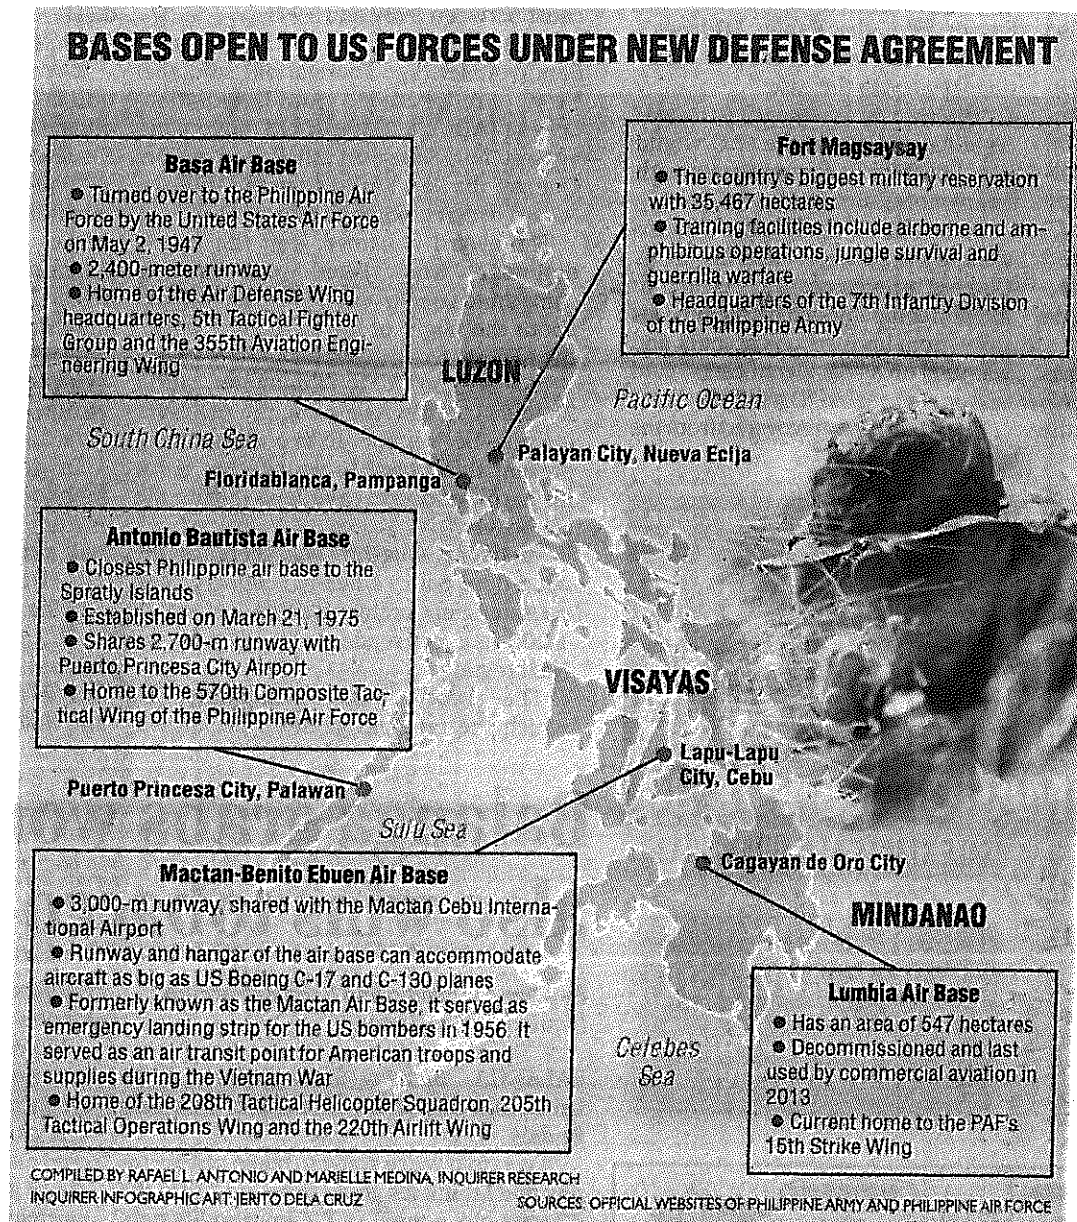 BASES OPEN TO US FORCES UNDER NEW DEFENSE AGREEMENT
Basa Air Base
● Turned over to the Philippine Air
Force by the United States Air Force
on May 2, 1947
● 2,400-meter runway
● Home of the Air Defense Wing
headquarters, 5th Tactical Fighter
Group and the 355th Aviation Engi-
neering Wing
Fort Magsaysay
● The country's biggest military reservation
with 35,467 hectares
● Training facilities include airborne and am-
phibious operations, jungle survival and
guerrilla warfare
● Headquarters of the 7th Infantry Division
of the Philippine Army
LUZON
Pacific Ocean
South China Sea
Palayan City, Nueva Ecija
Floridablanca, Pampanga
Antonio Bautista Air Base
● Closest Philippine air base to the
Spratly Islands
● Established on March 21, 1975
● Shares 2,700-m runway with
Puerto Princesa City Airport
● Home to the 570th Composite Tac-
tical Wing of the Philippine Air Force
VISAYAS
Lapu-Lapu
City, Cebu
Puerto Princesa City, Palawan
Sulu Sea
Mactan-Benito Ebuen Air Base
● 3,000-m runway, shared with the Mactan Cebu Interna-
tional Airport
● Runway and hangar of the air base can accommodate
aircraft as big as US Boeing C-17 and C-130 planes
● Formerly known as the Mactan Air Base, it served as
emergency landing strip for the US bombers in 1956. It
served as an air transit point for American troops and
supplies during the Vietnam War
● Home of the 208th Tactical Helicopter Squadron, 205th
Tactical Operations Wing and the 220th Airlift Wing
Cagayan de Oro City
MINDANAO
Celebes
Sea
Lumbia Air Base
● Has an area of 547 hectares
● Decommissioned and last
used by commercial aviation in
2013
● Current home to the PAF's
15th Strike Wing
COMPILED BY RAFAEL L. ANTONIO AND MARIELLE MEDINA, INQUIRER RESEARCH
INQUIRER INFOGRAPHIC ART: JERITO DELA CRUZ
SOURCES: OFFICIAL WEBSITES OF PHILIPPINE ARMY AND PHILIPPINE AIR FORCE